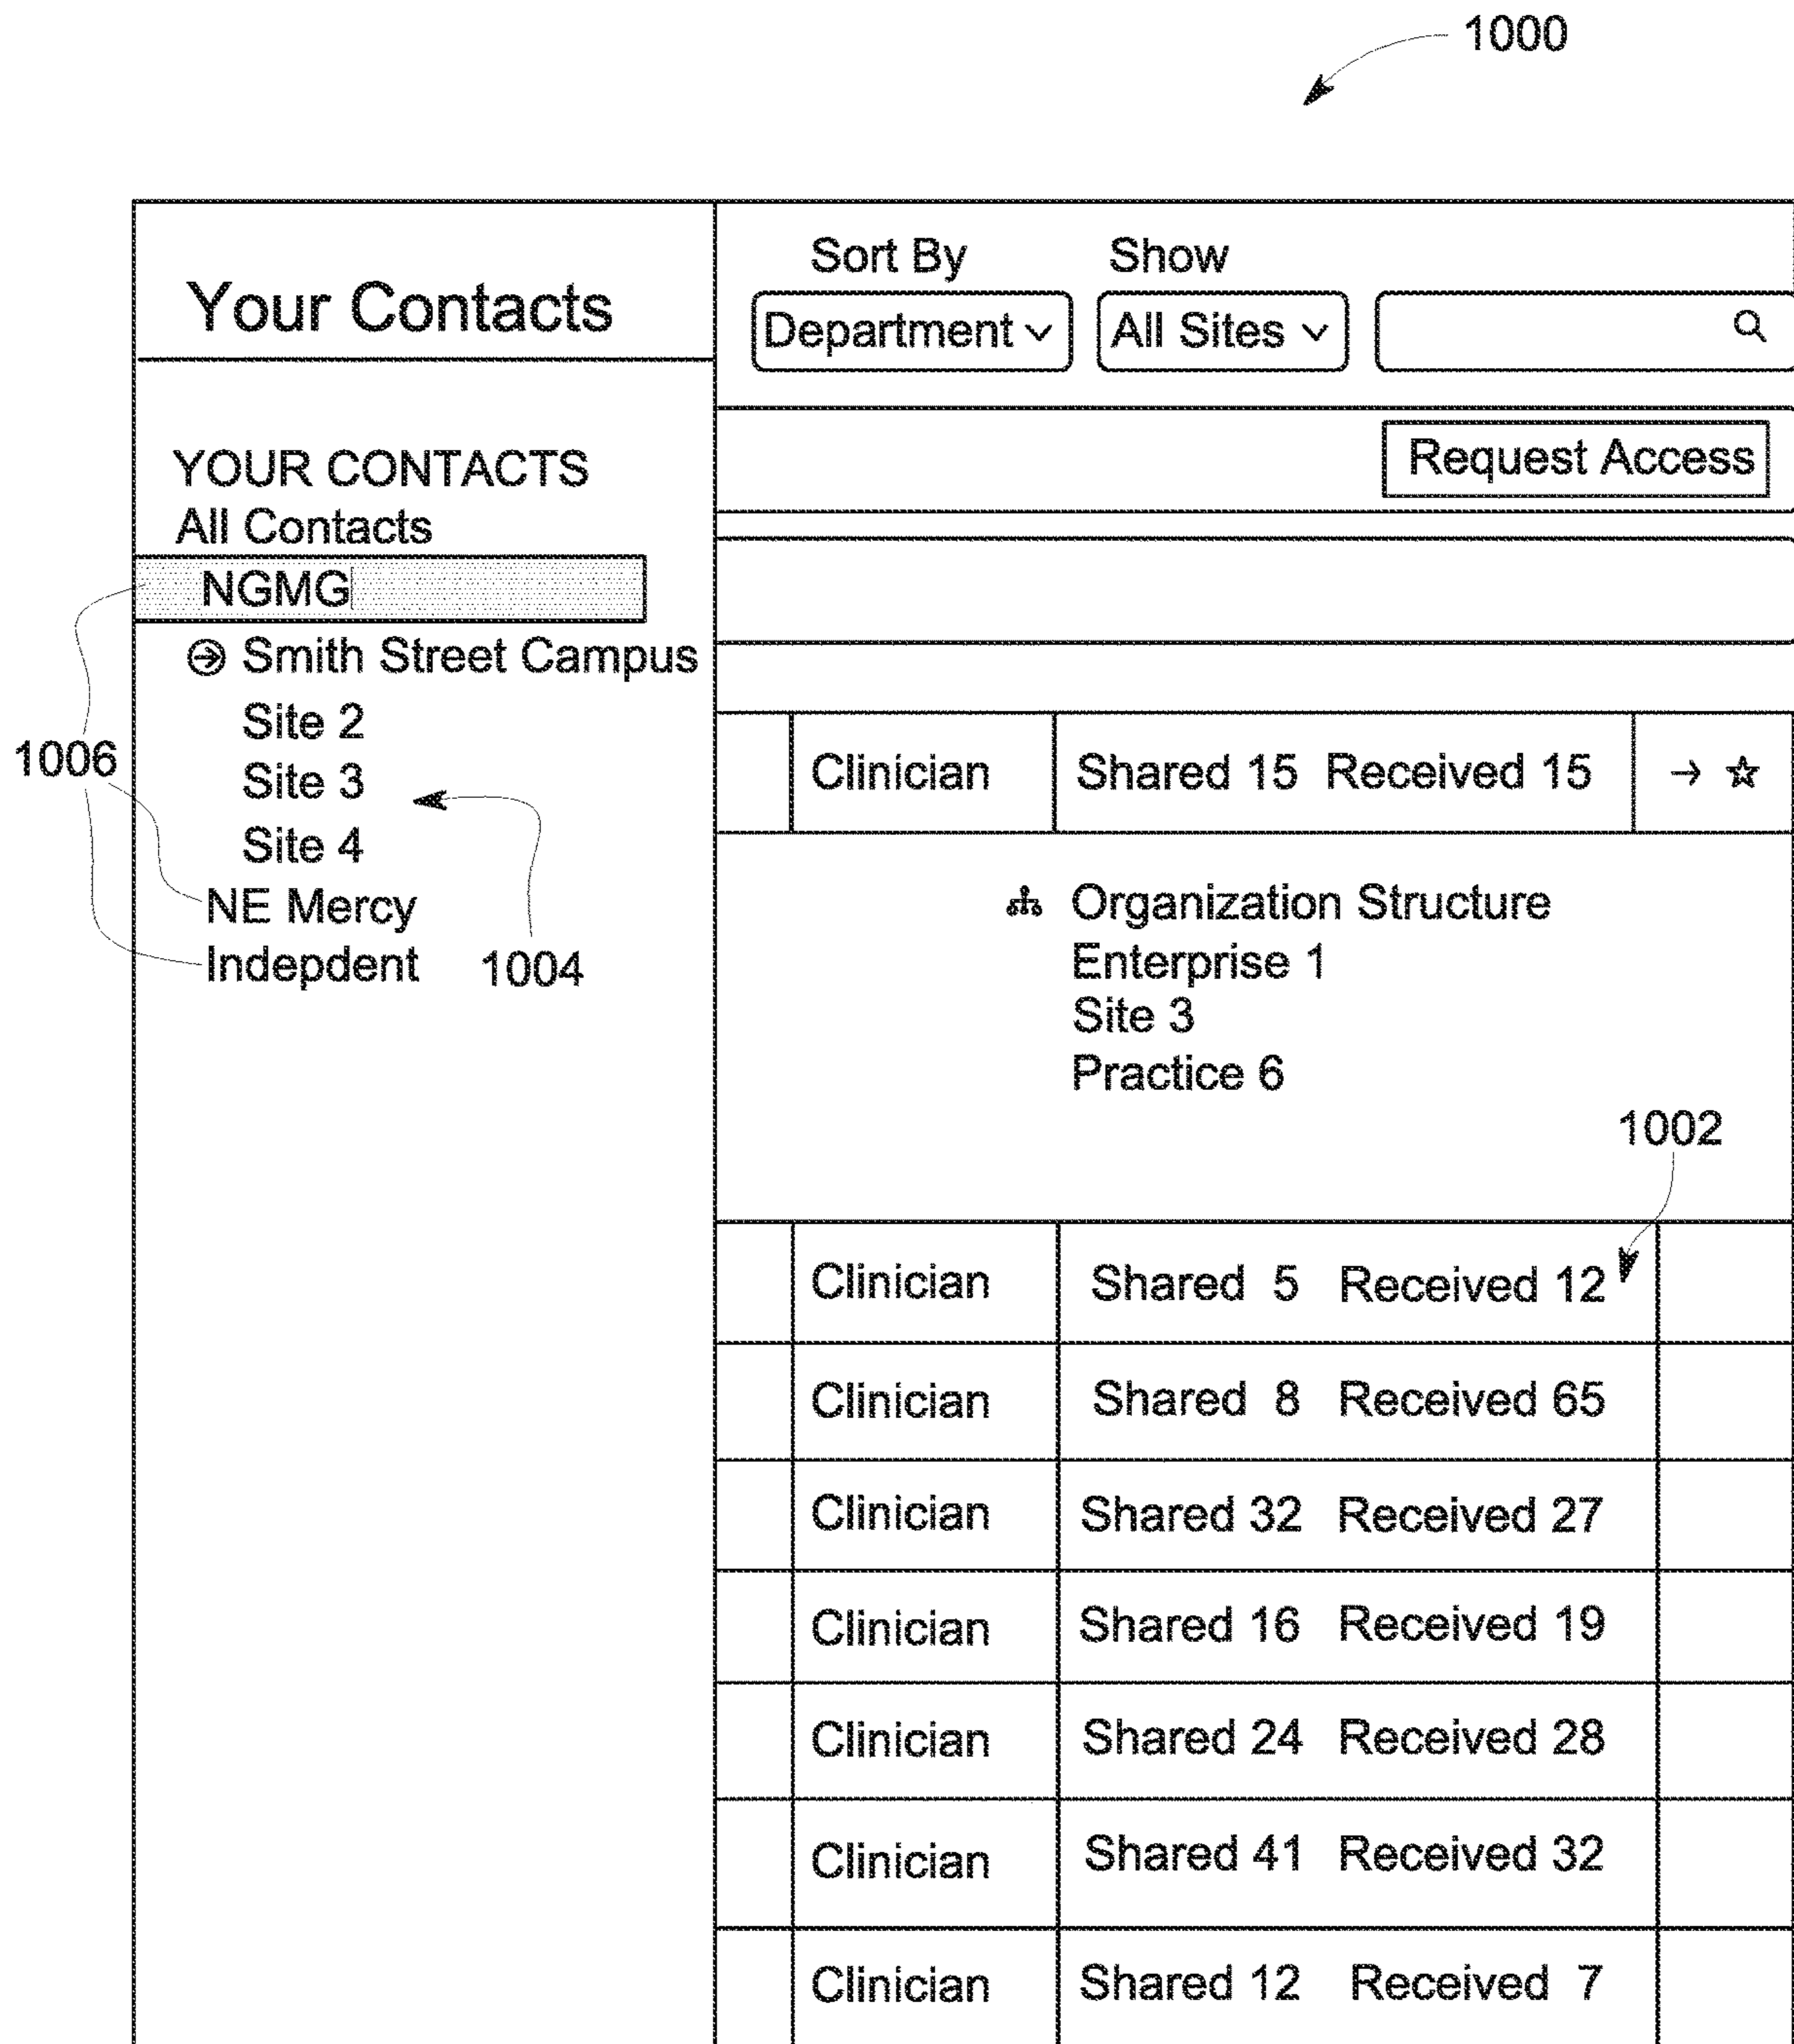 1000
Your Contacts
Sort By Show
Department All Sites
Request Access
YOUR CONTACTS
All Contacts
NGMG
Smith Street Campus
Site 2
Site 3
Site 4
NE Mercy
Indepdent
1006
1004
Clinician Shared 15 Received 15
Organization Structure
Enterprise 1
Site 3
Practice 6
1002
Clinician Shared 5 Received 12
Clinician Shared 8 Received 65
Clinician Shared 32 Received 27
Clinician Shared 16 Received 19
Clinician Shared 24 Received 28
Clinician Shared 41 Received 32
Clinician Shared 12 Received 7